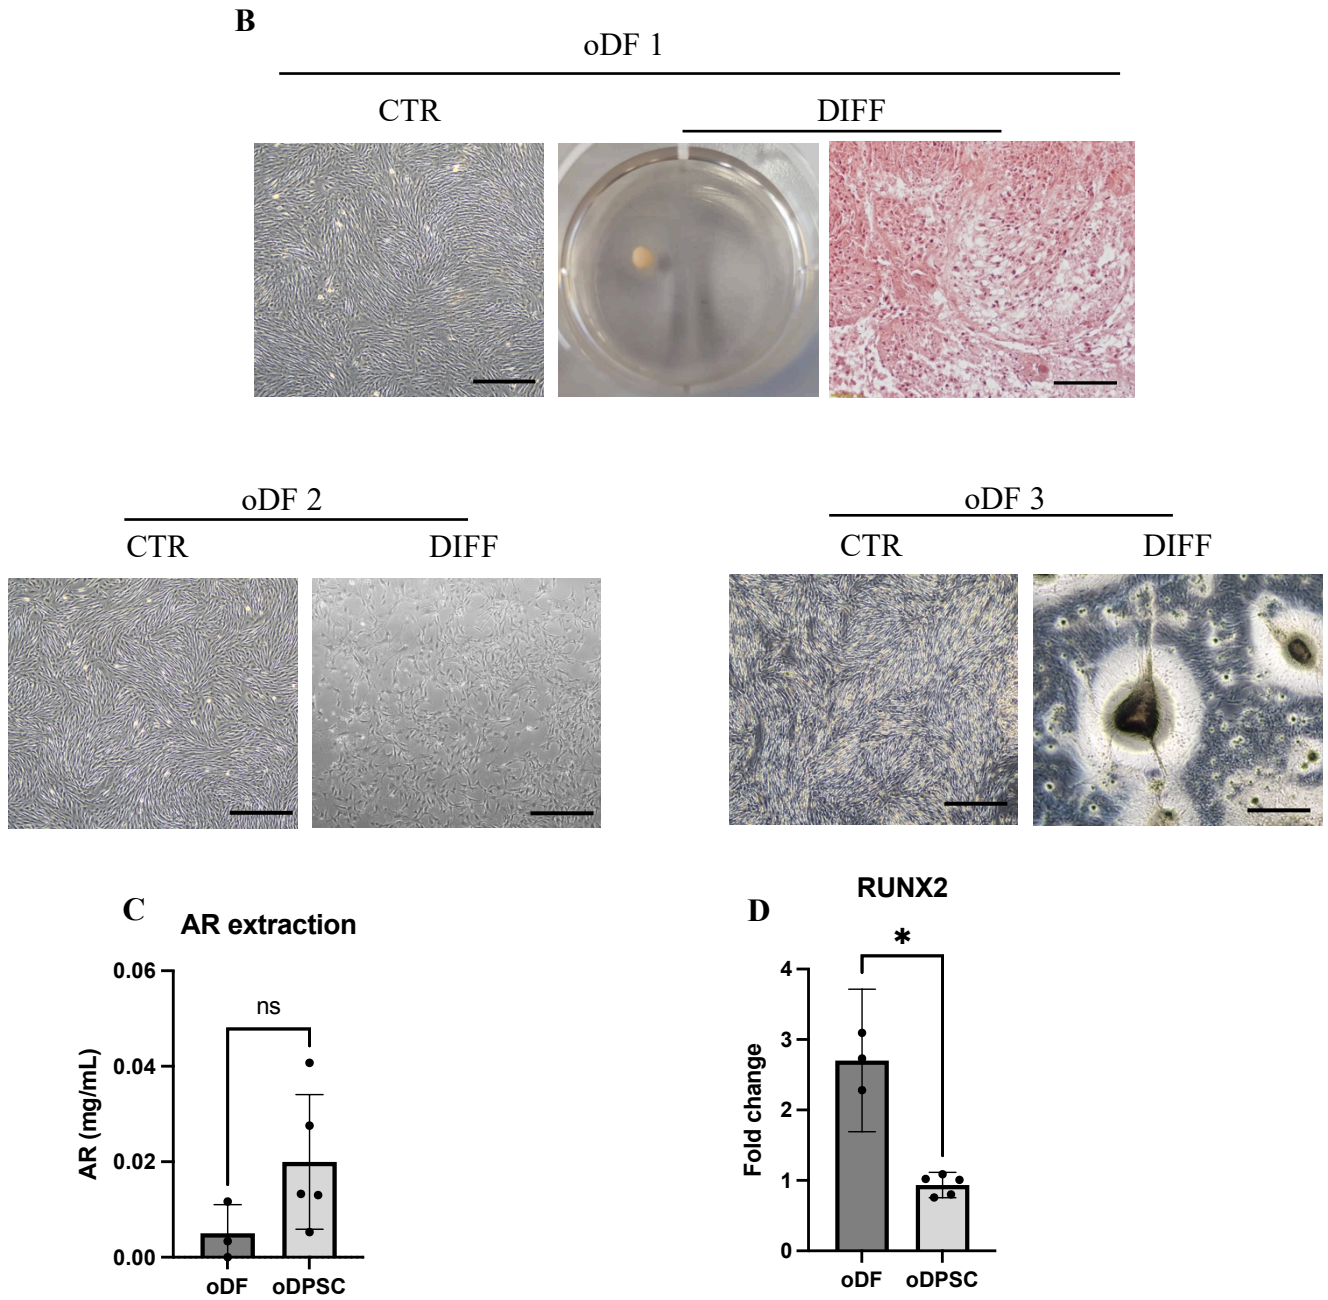 B
oDF 1
CTR DIFF
oDF 2
CTR DIFF
oDF 3
CTR DIFF
C
AR extraction
0.06
0.04
0.02
0.00
AR (mg/mL)
ns
oDF oDPSC
D
RUNX2
*
4
3
2
1
0
Fold change
oDF oDPSC